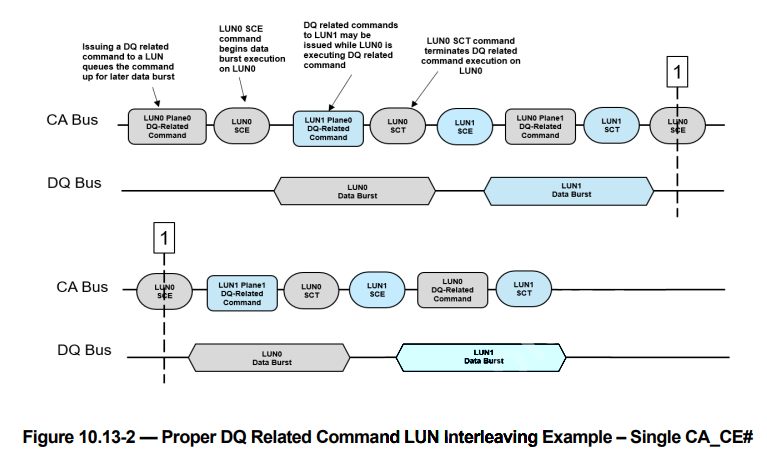 Issuing a DQ related
command to a LUN
queues the command
up for later data burst
LUN0 SCE
command
begins data
burst execution
on LUN0
DQ related commands
to LUN1 may be
issued while LUN0 is
executing DQ related
command
LUN0 SCT command
terminates DQ related
command execution on
LUN0
1
CA Bus
LUN0 Plane0
DQ-Related
Command
LUN0
SCE
LUN1 Plane0
DQ-Related
Command
LUN0
SCT
LUN1
SCE
LUN0 Plane1
DQ-Related
Command
LUN1
SCT
LUN0
SCE
DQ Bus
LUN0
Data Burst
LUN1
Data Burst
1
CA Bus
LUN0
SCE
LUN1 Plane1
DQ-Related
Command
LUN0
SCT
LUN1
SCE
LUN0
DQ-Related
Command
LUN1
SCT
DQ Bus
LUN0
Data Burst
LUN1
Data Burst
Figure 10.13-2 — Proper DQ Related Command LUN Interleaving Example – Single CA_CE#